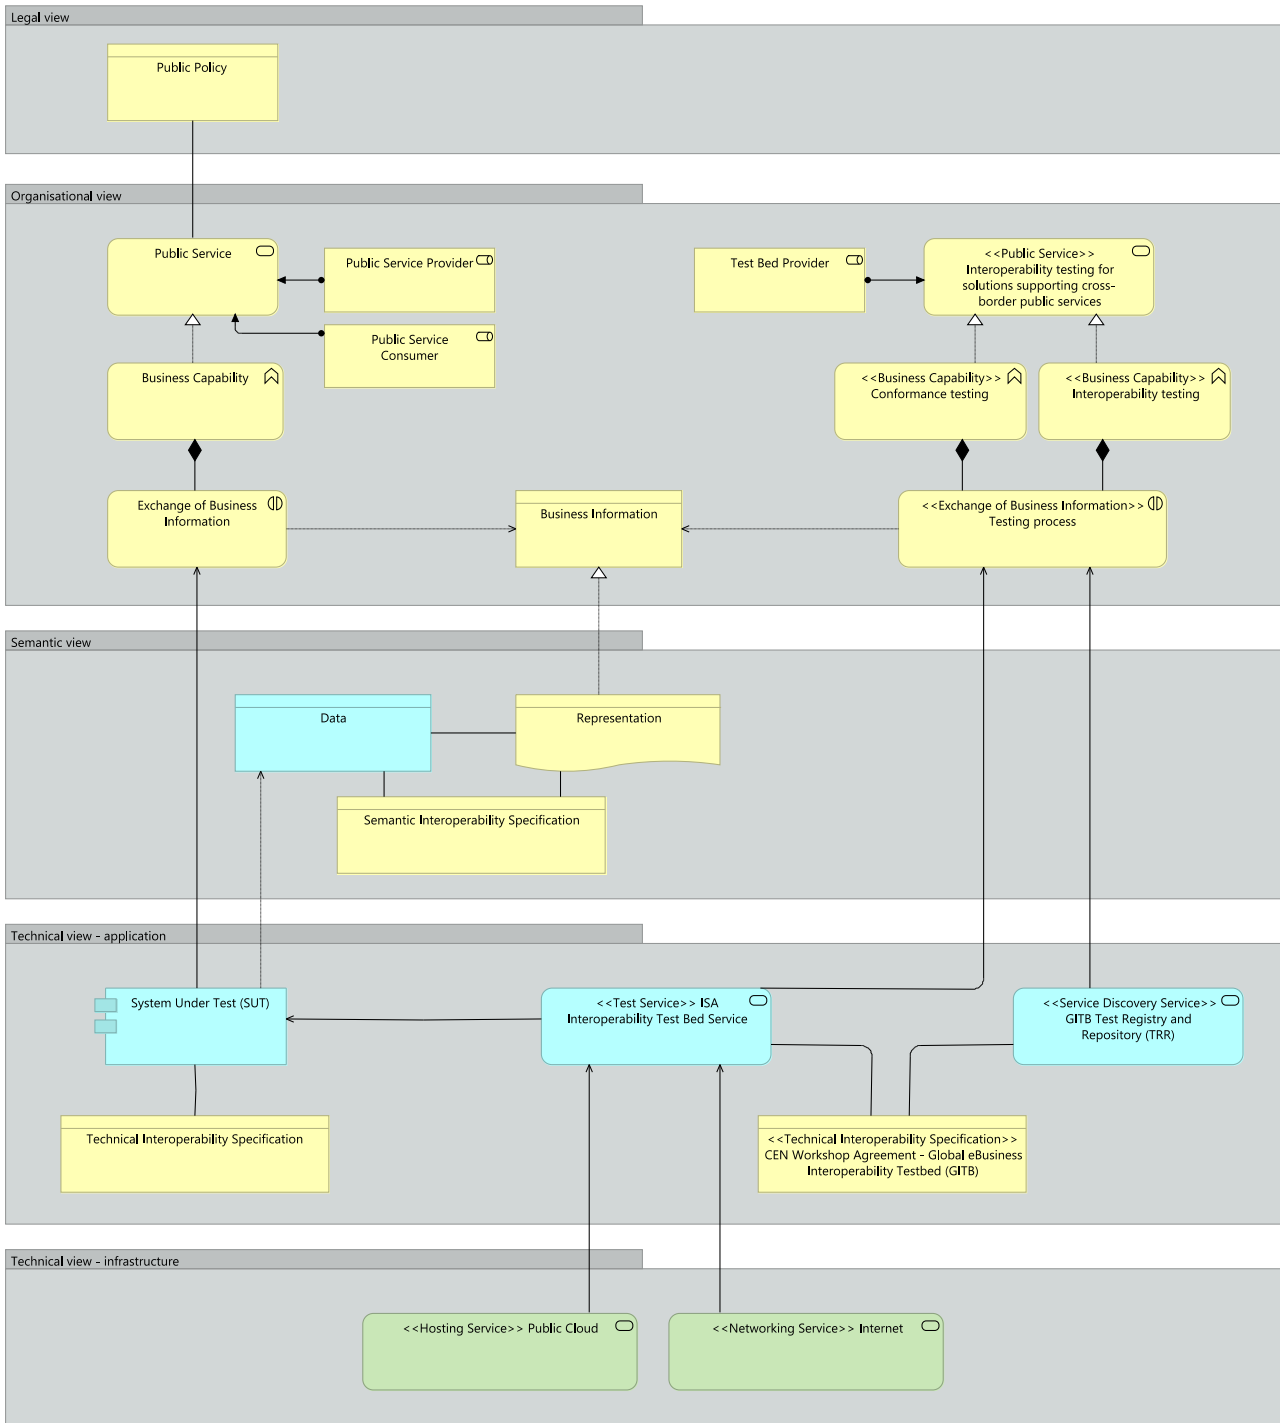 Legal view
Public Policy
Organisational view
Public Service
Public Service Provider
Public Service
Consumer
Test Bed Provider
<<Public Service>>
Interoperability testing for
solutions supporting cross-
border public services
Business Capability
<<Business Capability>>
Conformance testing
<<Business Capability>>
Interoperability testing
Exchange of Business
Information
Business Information
<<Exchange of Business Information>>
Testing process
Semantic view
Data
Representation
Semantic Interoperability Specification
Technical view - application
System Under Test (SUT)
<<Test Service>> ISA
Interoperability Test Bed Service
<<Service Discovery Service>>
GITB Test Registry and
Repository (TRR)
Technical Interoperability Specification
<<Technical Interoperability Specification>>
CEN Workshop Agreement - Global eBusiness
Interoperability Testbed (GITB)
Technical view - infrastructure
<<Hosting Service>> Public Cloud
<<Networking Service>> Internet